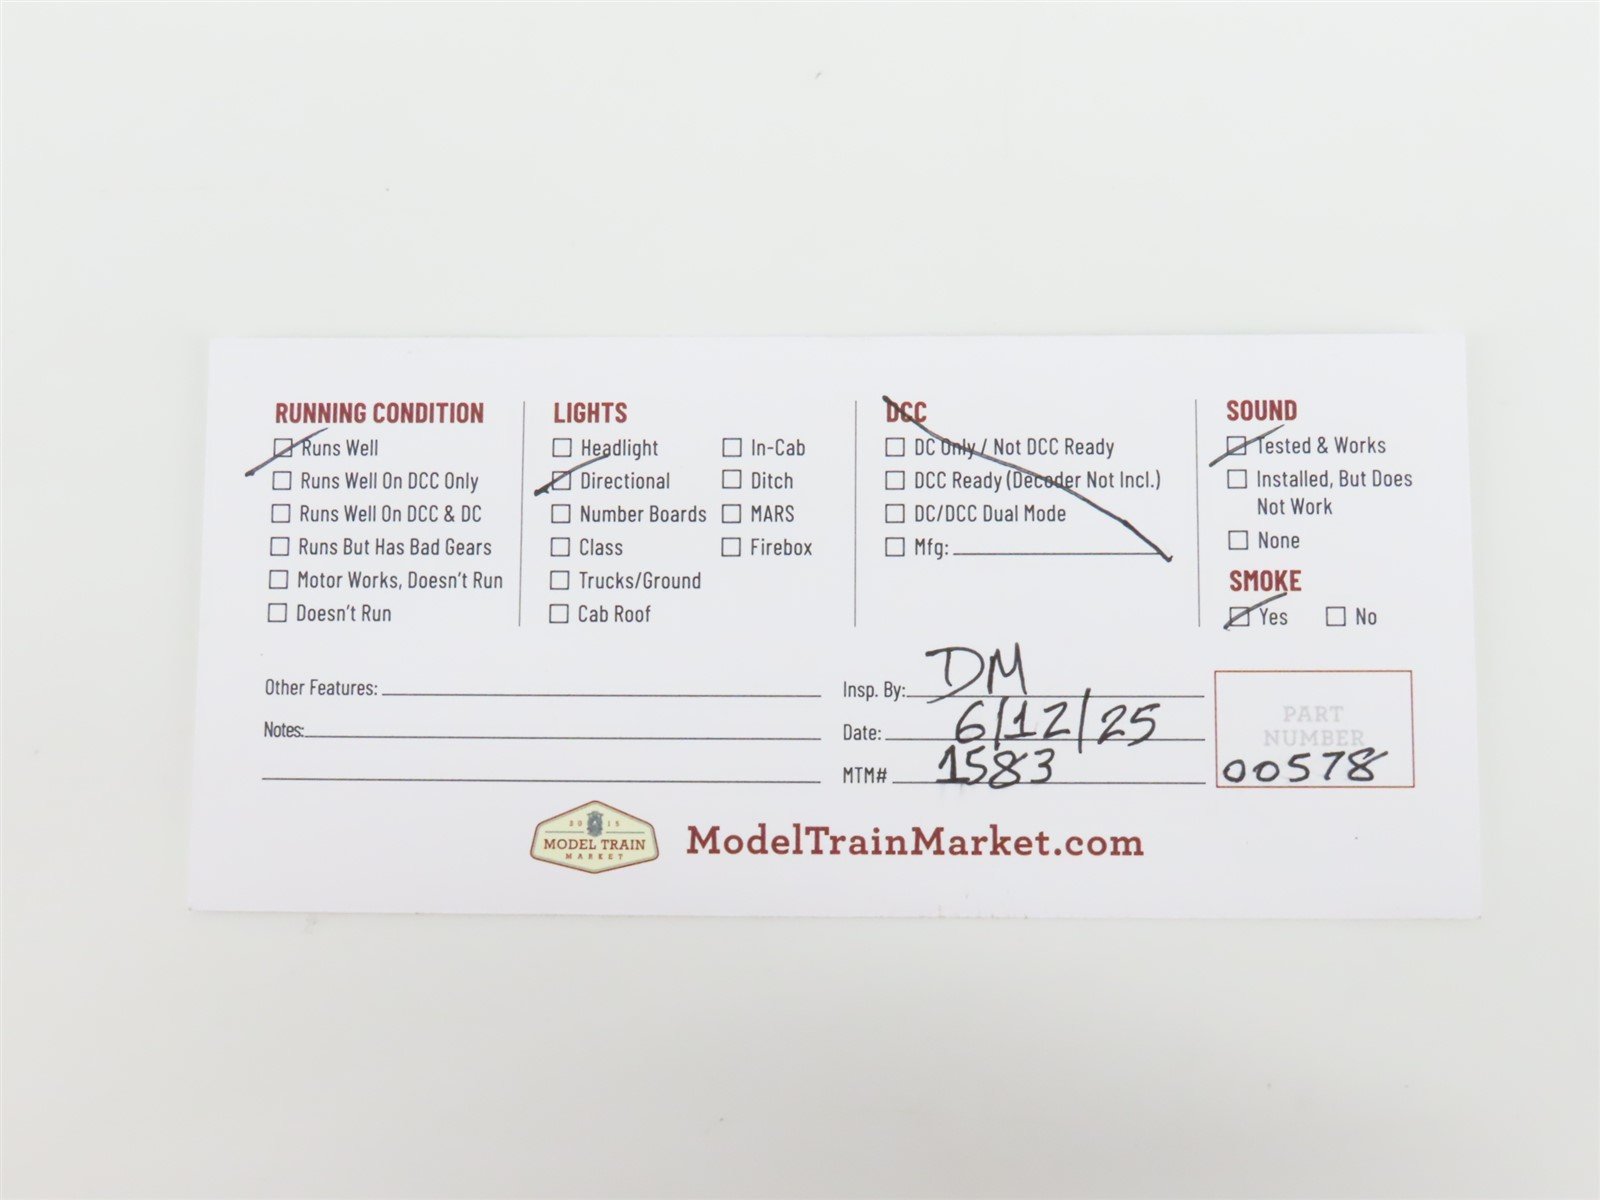 RUNNING CONDITION
Runs Well
Runs Well On DCC Only
Runs Well On DCC & DC
Runs But Has Bad Gears
Motor Works, Doesn't Run
Doesn't Run
LIGHTS
Headlight
Directional
Number Boards
Class
Trucks/Ground
Cab Roof
In-Cab
Ditch
MARS
Firebox
DCC
DC Only / Not DCC Ready
DCC Ready (Decoder Not Incl.)
DC/DCC Dual Mode
Mfg:
SOUND
Tested & Works
Installed, But Does
Not Work
None
SMOKE
Yes No
Other Features:
Notes:
Insp. By: DM
Date: 6/12/25
MTM# 1583
PART
NUMBER
00578
20 15
MODEL TRAIN
MARKET
ModelTrainMarket.com